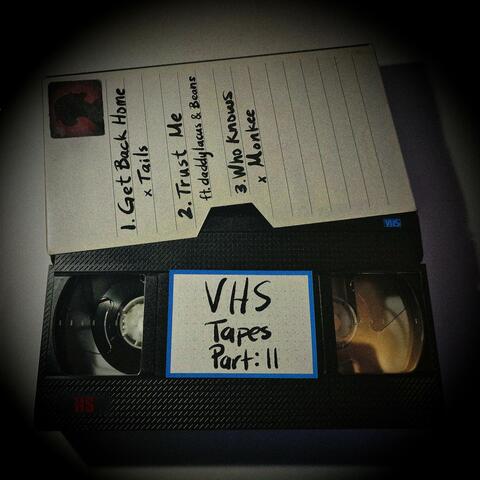 1. Get Back Home
x Tails
2. Trust Me
ft. daddylacus & Beans
3. Who Knows
x Monkee
VHS
VHS
Tapes
Part: II
HS